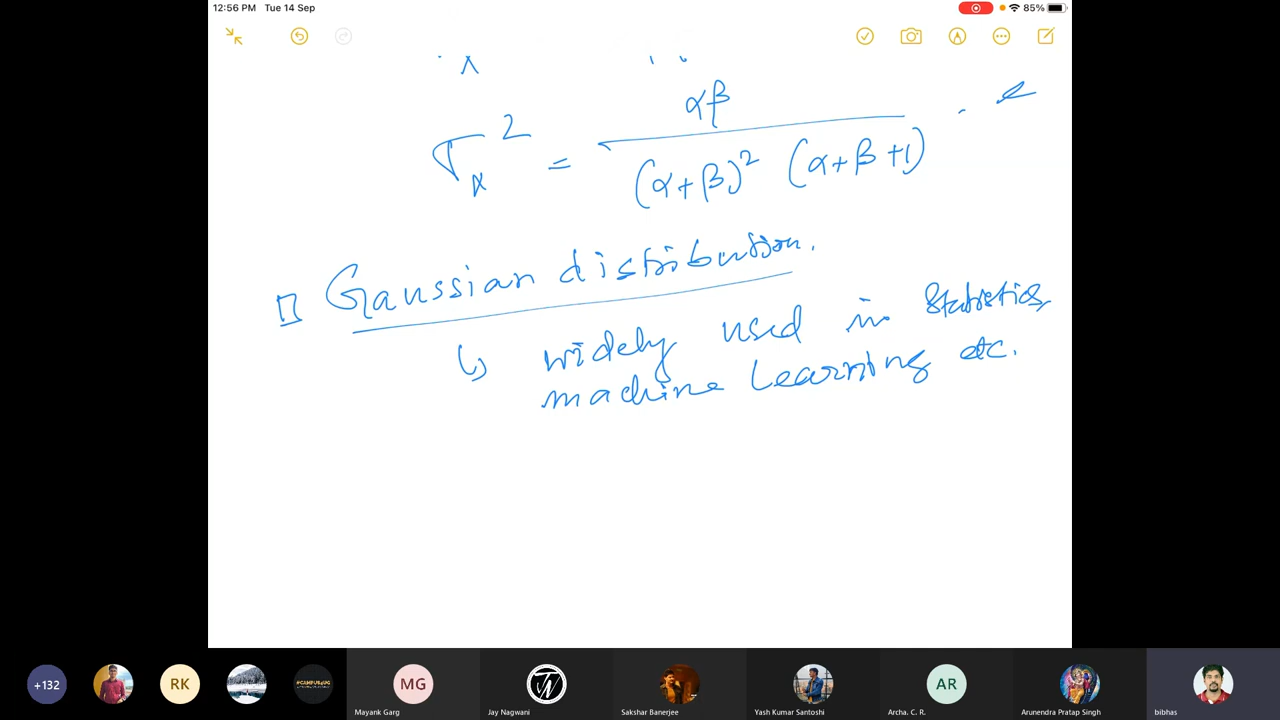 12:56 PM Tue 14 Sep
85%
αβ
σx² = ―――――――
(α+β)² (α+β+1)
Gaussian distribution.
↳ widely used in Statistics,
machine Learning etc.
+132
RK
#CAMPUS4UG
MG
AR
Mayank Garg
Jay Nagwani
Sakshar Banerjee
Yash Kumar Santoshi
Archa. C. R.
Arunendra Pratap Singh
bibhas